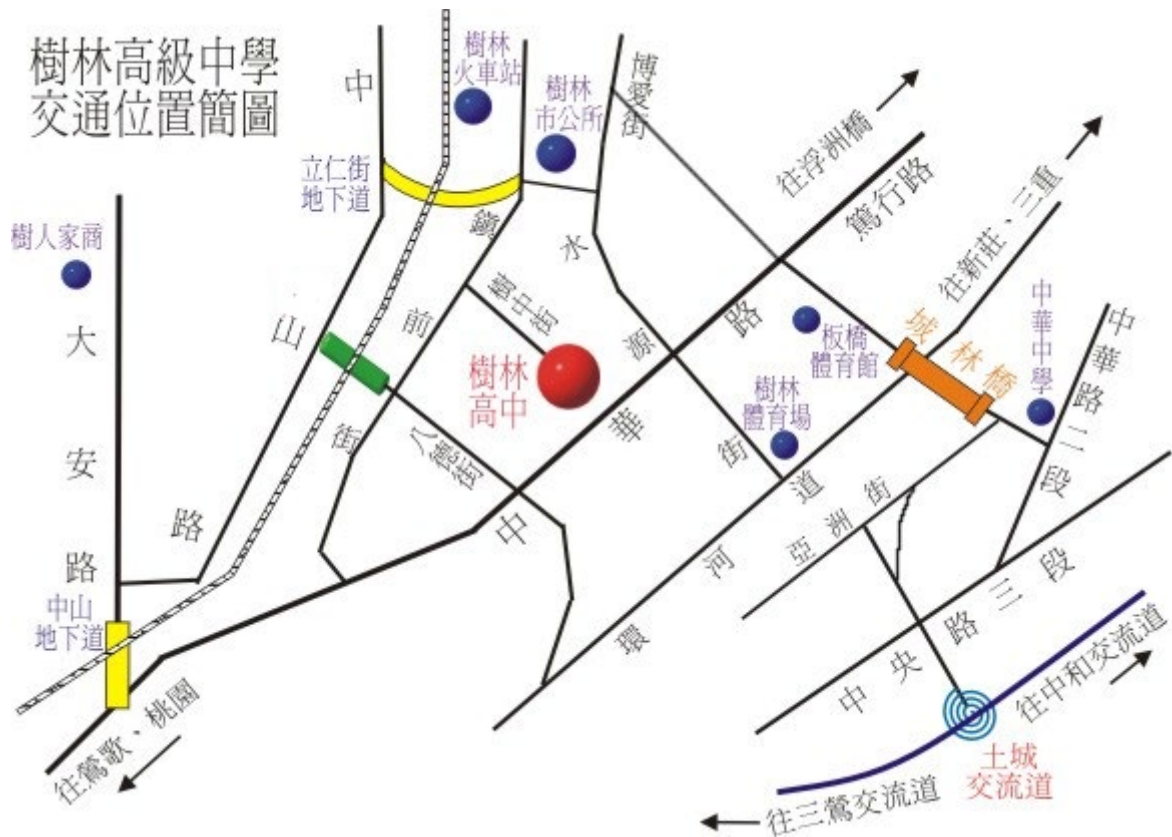 樹林高級中學
交通位置簡圖
樹林
火車站
樹林
市公所
博愛街
往浮洲橋
篤行路
往新莊、三重
立仁街
地下道
樹人家商
中山路
鎮前街
水源街
樹中街
樹林
高中
八德街
中華路
板橋
體育館
樹林
體育場
城林橋
中華中學
中華路二段
大安路
環河道
亞洲街
中央路三段
中山
地下道
往鶯歌、桃園
往中和交流道
土城
交流道
往三鶯交流道